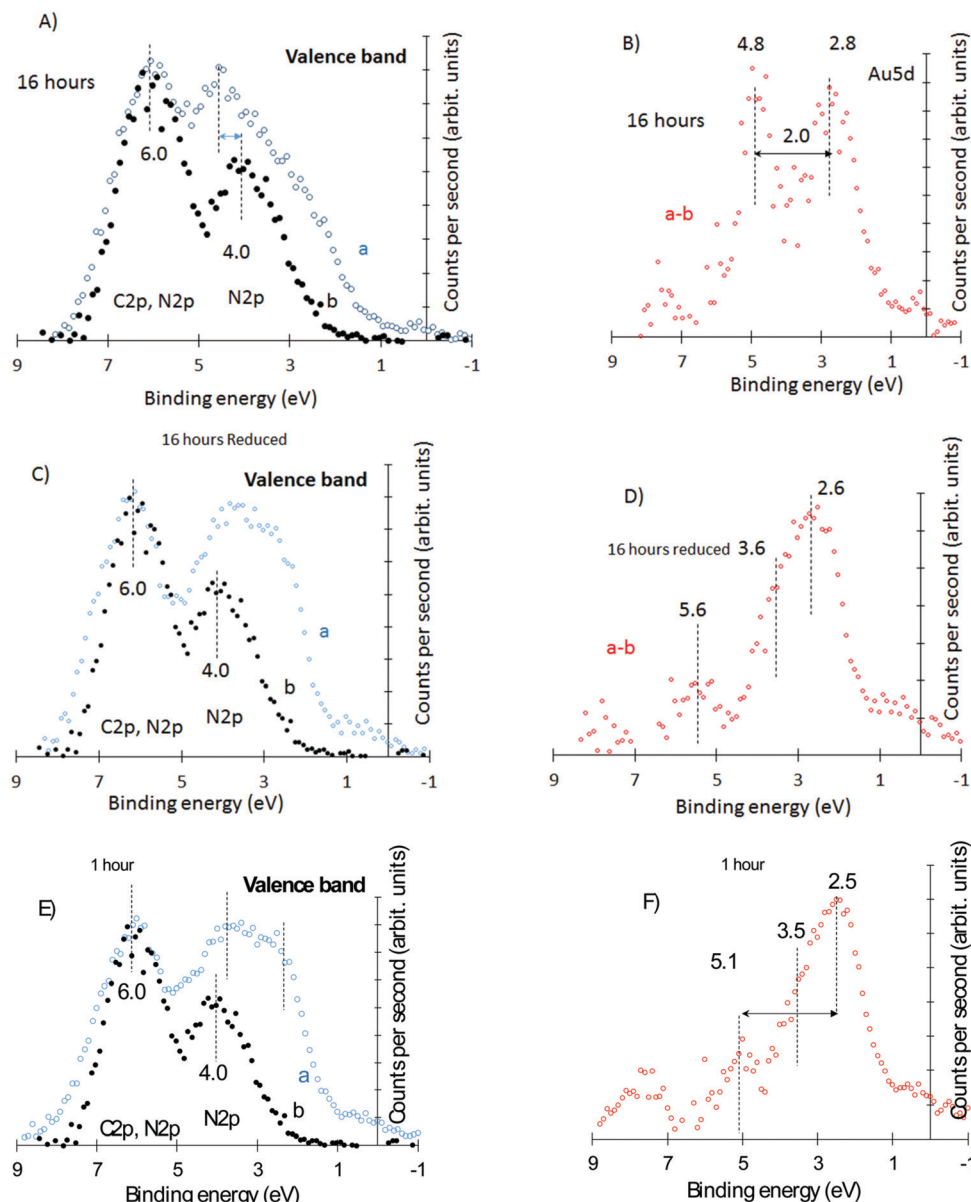 A)
Valence band
16 hours
6.0
4.0
a
b
C2p, N2p
N2p
Counts per second (arbit. units)
9 7 5 3 1 -1
Binding energy (eV)
B)
4.8
2.8
Au5d
16 hours
2.0
a-b
Counts per second (arbit. units)
9 7 5 3 1 -1
Binding energy (eV)
16 hours Reduced
C)
Valence band
6.0
4.0
a
b
C2p, N2p
N2p
Counts per second (arbit. units)
9 7 5 3 1 -1
Binding energy (eV)
D)
2.6
16 hours reduced
3.6
5.6
a-b
Counts per second (arbit. units)
9 7 5 3 1 -1
Binding energy (eV)
1 hour
E)
Valence band
6.0
4.0
a
b
C2p, N2p
N2p
Counts per second (arbit. units)
9 7 5 3 1 -1
Binding energy (eV)
1 hour
F)
2.5
3.5
5.1
Counts per second (arbit. units)
9 7 5 3 1 -1
Binding energy (eV)